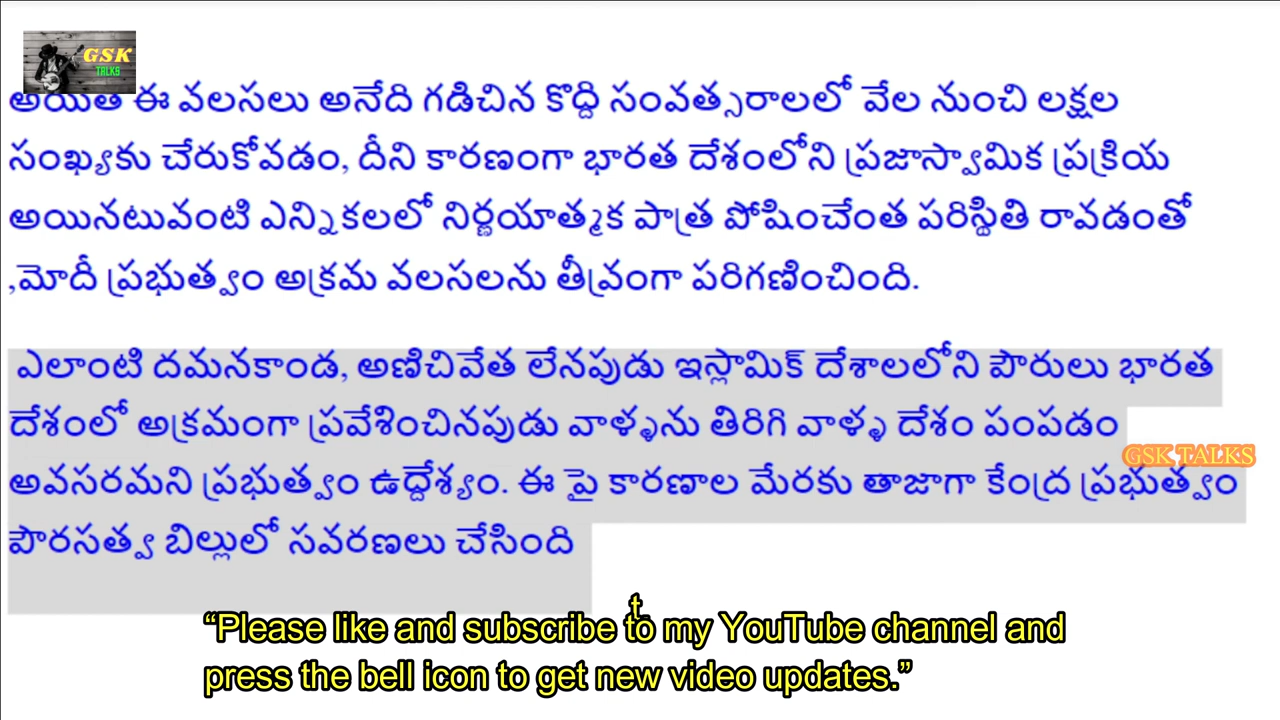 GSK
TALKS
అయితే ఈ వలసలు అనేది గడిచిన కొద్ది సంవత్సరాలలో వేల నుంచి లక్షల
సంఖ్యకు చేరుకోవడం, దీని కారణంగా భారత దేశంలోని ప్రజాస్వామిక ప్రక్రియ
అయినటువంటి ఎన్నికలలో నిర్ణయాత్మక పాత్ర పోషించేంత పరిస్థితి రావడంతో
,మోదీ ప్రభుత్వం అక్రమ వలసలను తీవ్రంగా పరిగణించింది.
ఎలాంటి దమనకాండ, అణిచివేత లేనపుడు ఇస్లామిక్ దేశాలలోని పౌరులు భారత
దేశంలో అక్రమంగా ప్రవేశించినపుడు వాళ్ళను తిరిగి వాళ్ళ దేశం పంపడం
GSK TALKS
అవసరమని ప్రభుత్వం ఉద్దేశ్యం. ఈ పై కారణాల మేరకు తాజాగా కేంద్ర ప్రభుత్వం
పౌరసత్వ బిల్లులో సవరణలు చేసింది
“Please like and subscribe to my YouTube channel and
press the bell icon to get new video updates.”